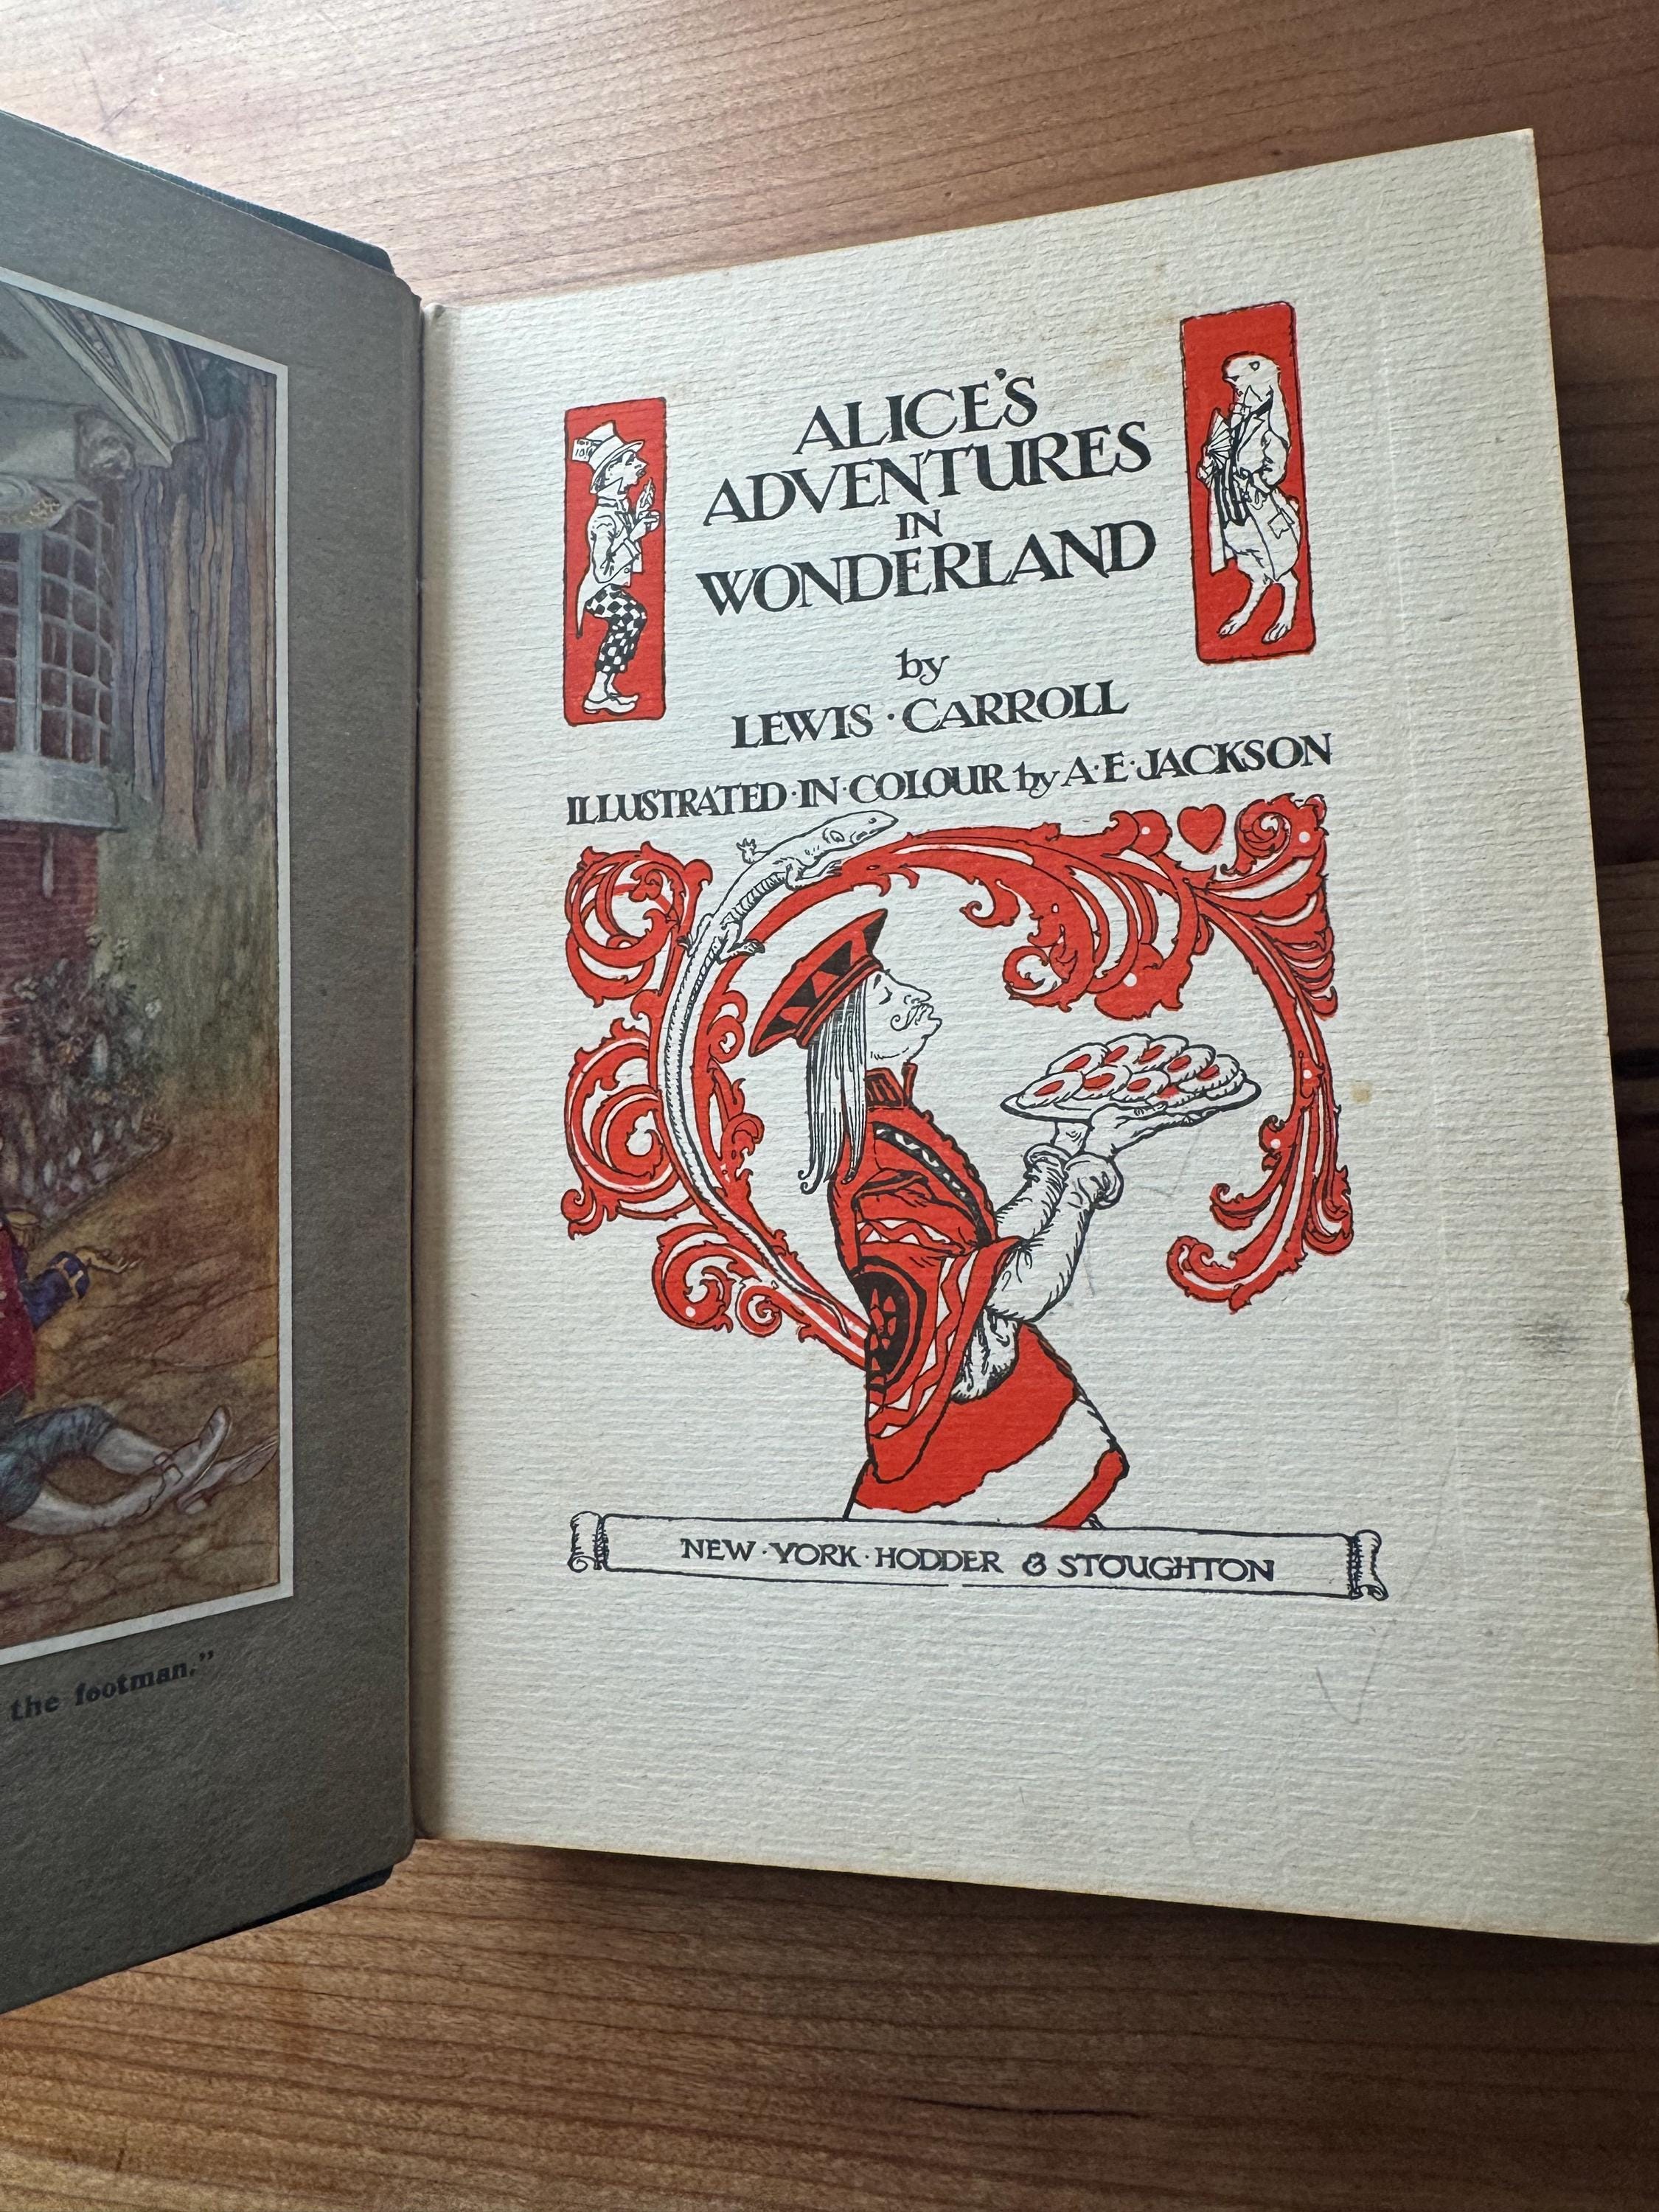 ALICE'S
ADVENTURES
IN
WONDERLAND
by
LEWIS · CARROLL
ILLUSTRATED · IN · COLOUR by A · E · JACKSON
NEW · YORK · HODDER & STOUGHTON
the footman."